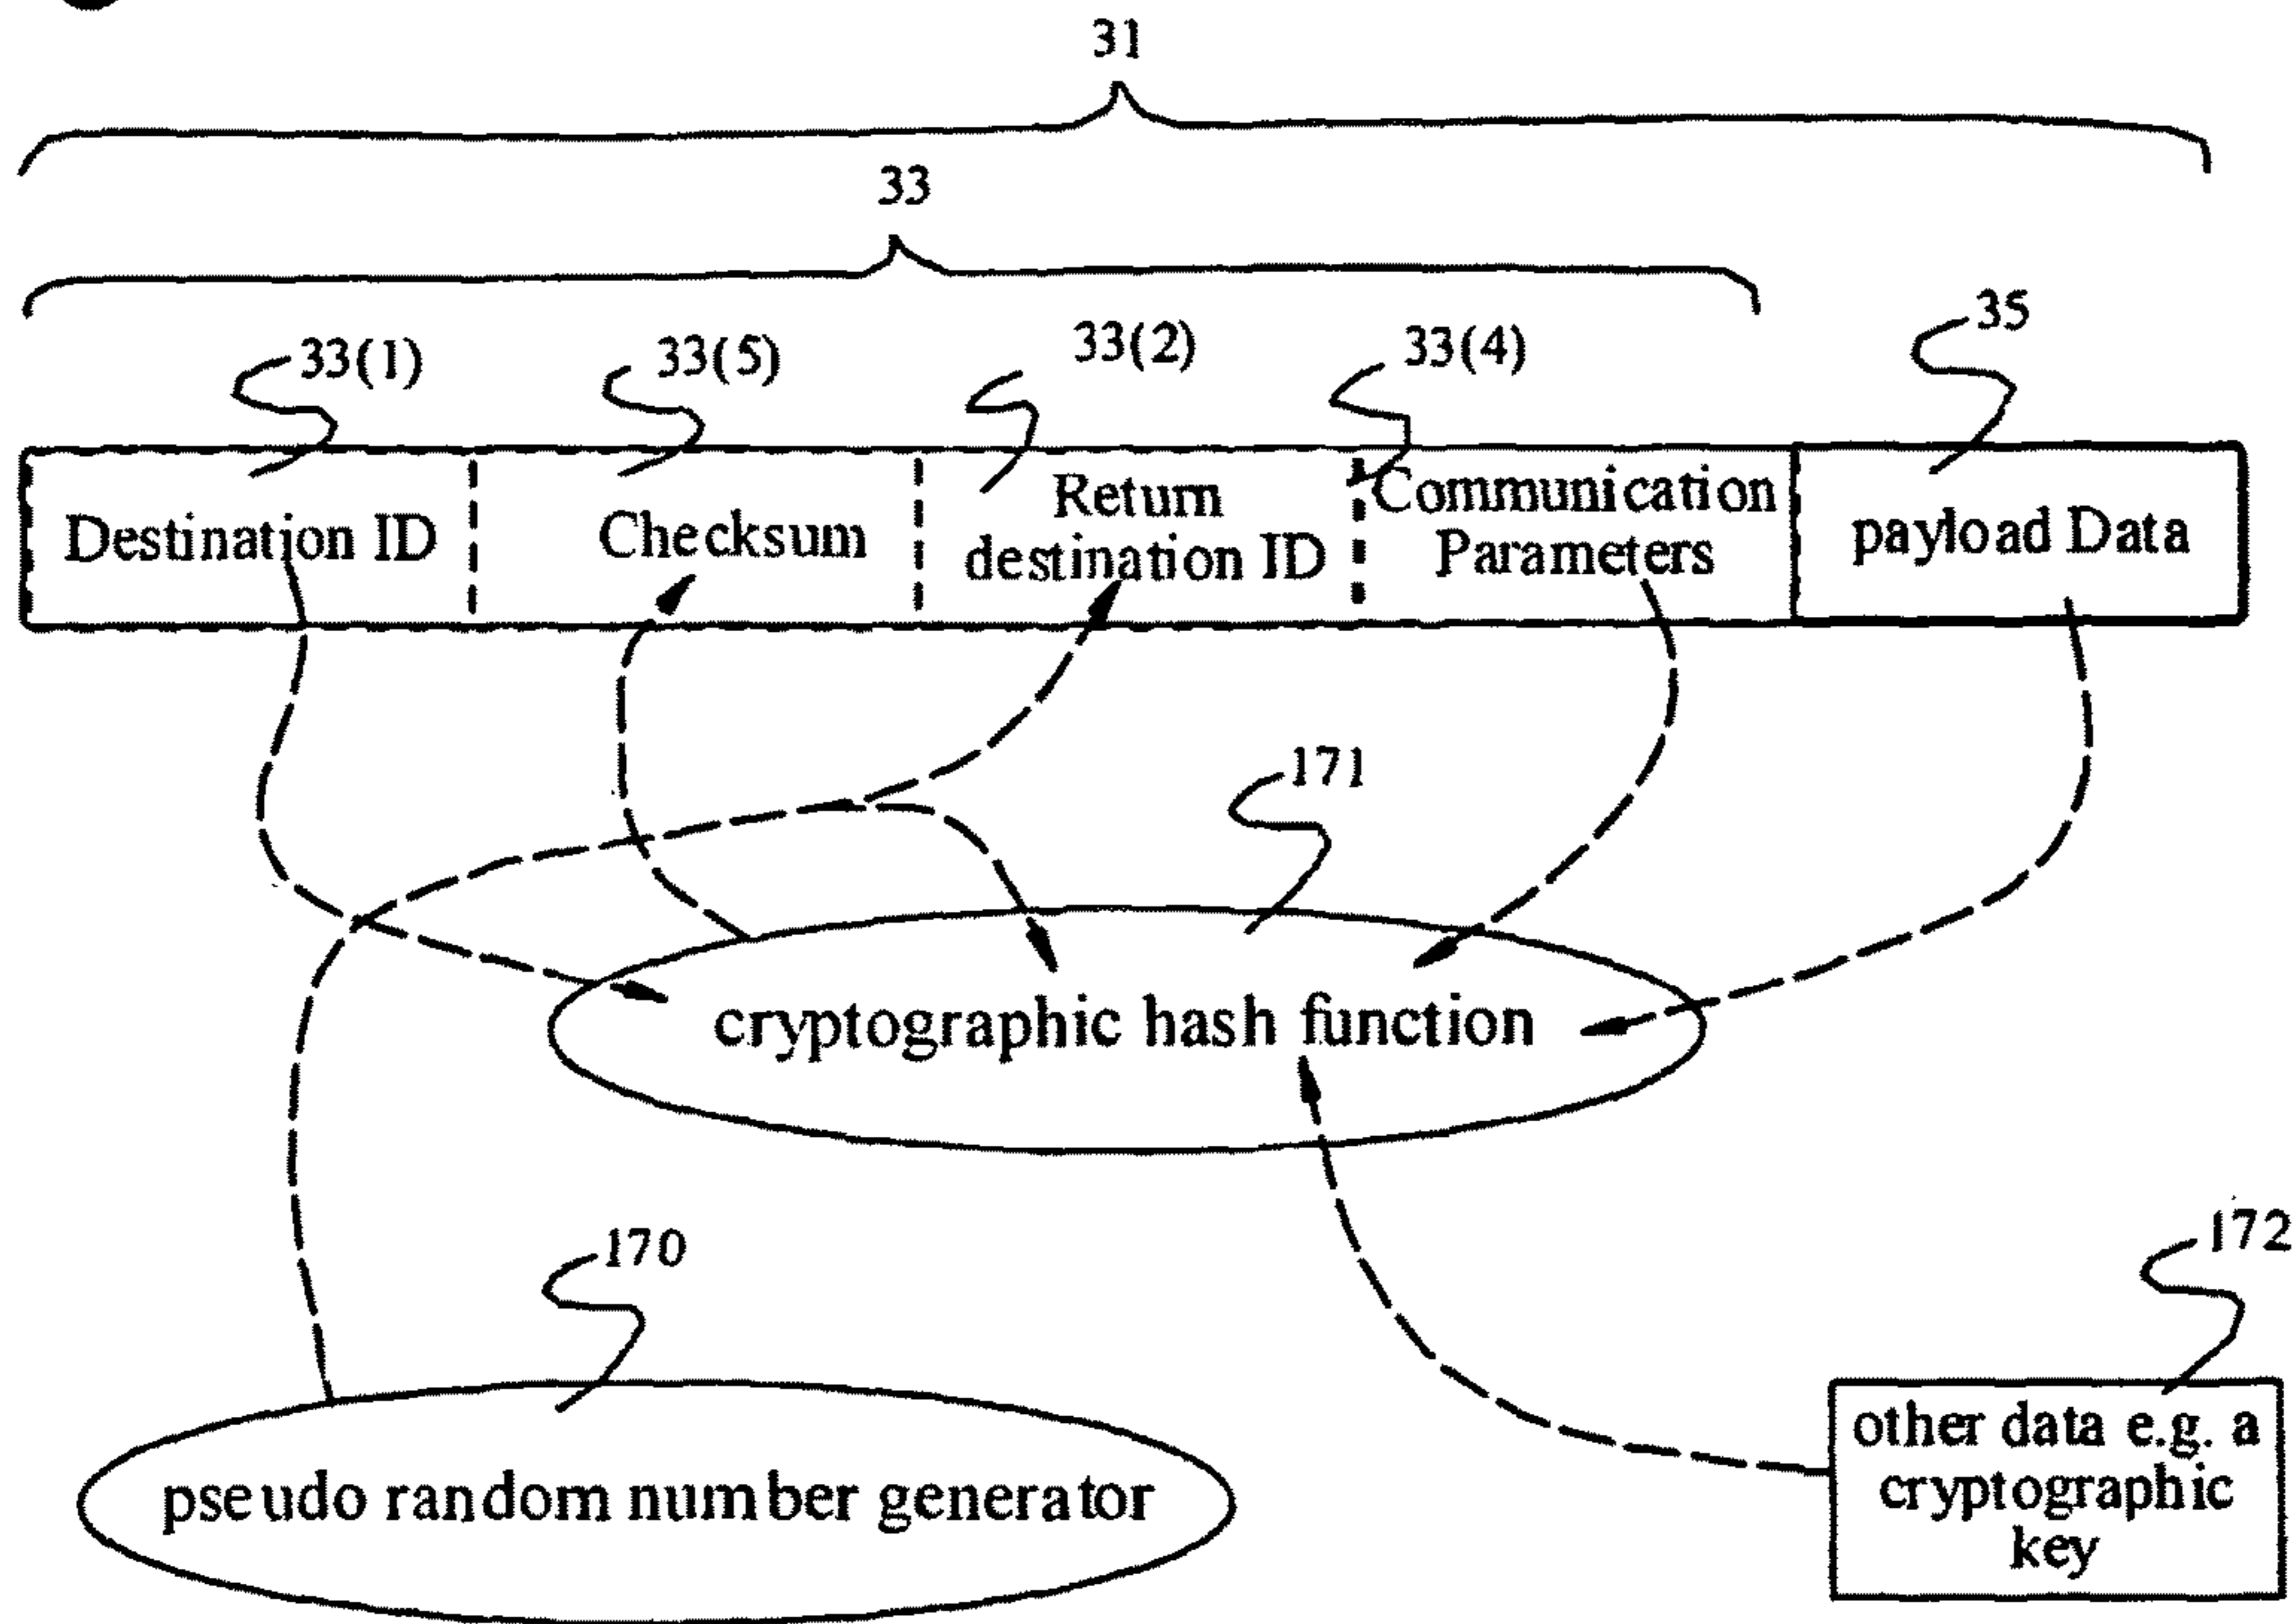 31
33
33(1)
33(5)
33(2)
33(4)
35
Destination ID
Checksum
Return
destination ID
Communication
Parameters
payload Data
171
cryptographic hash function
170
172
pseudo random number generator
other data e.g. a
cryptographic
key